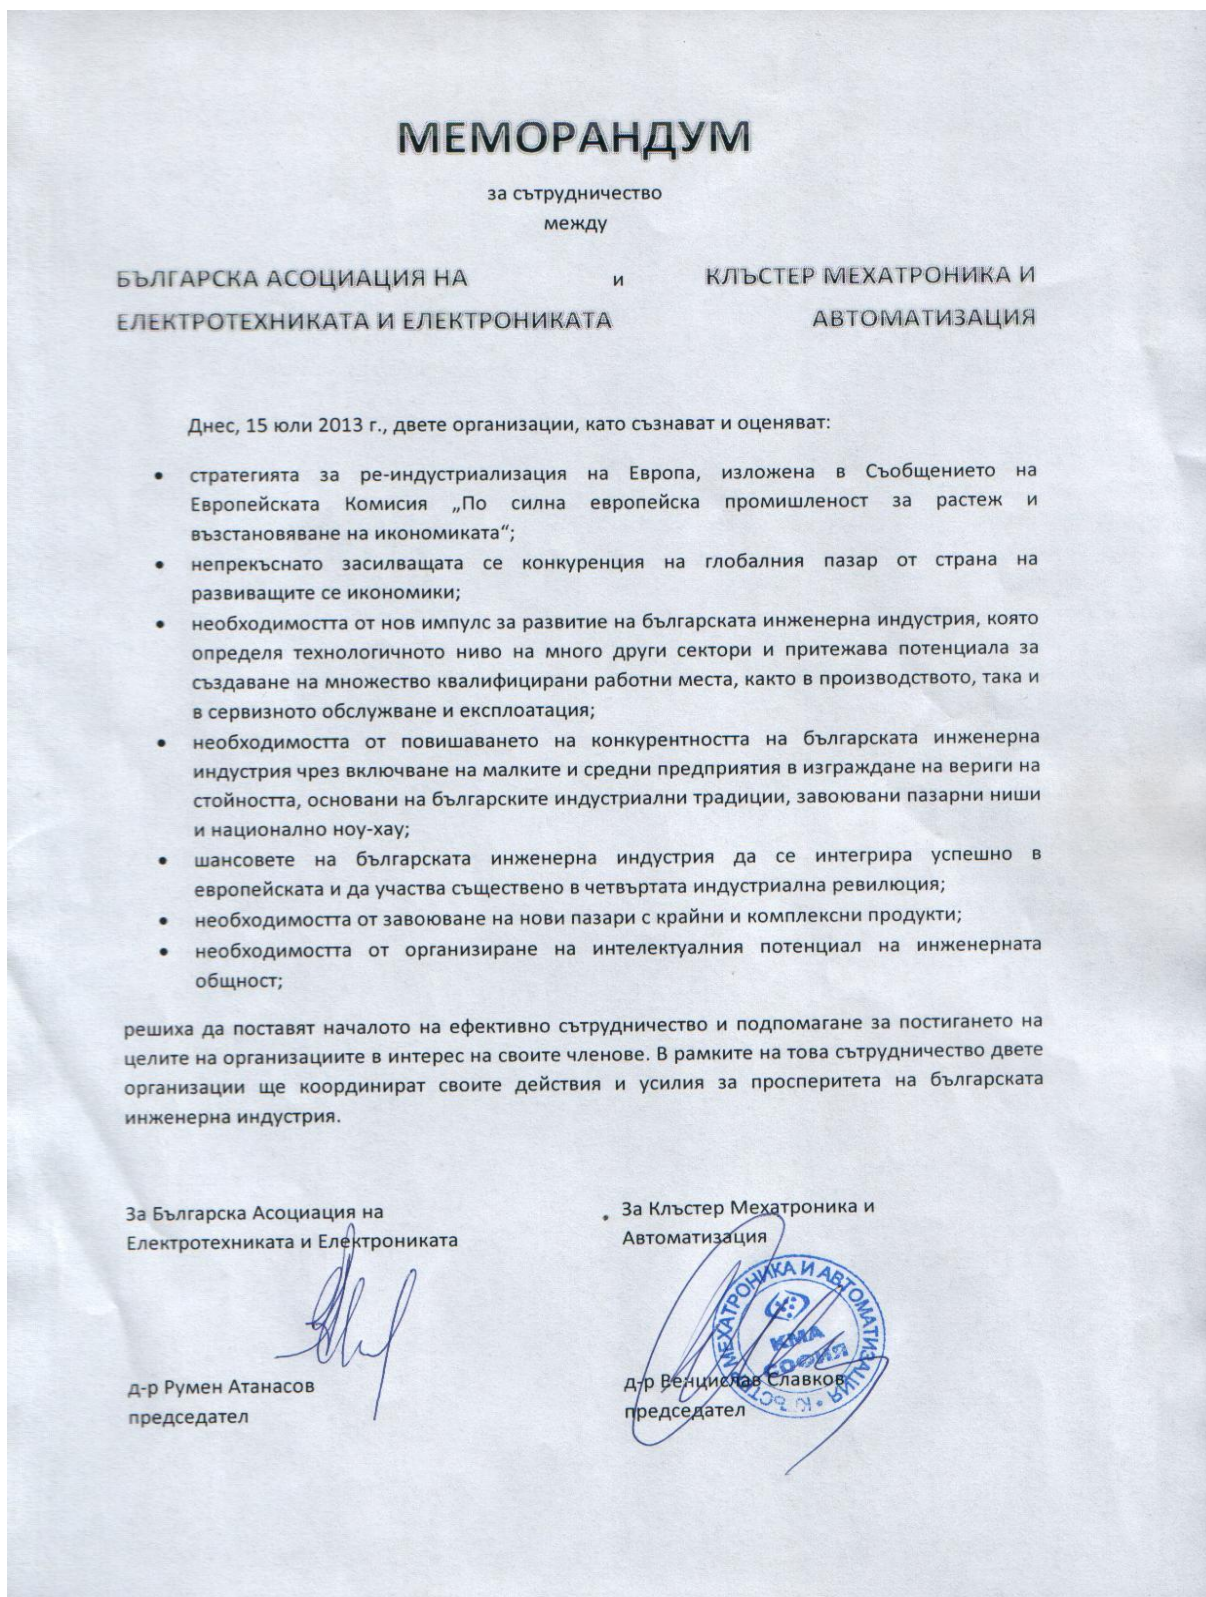 МЕМОРАНДУМ
за сътрудничество
между
БЪЛГАРСКА АСОЦИАЦИЯ НА
ЕЛЕКТРОТЕХНИКАТА И ЕЛЕКТРОНИКАТА
и
КЛЪСТЕР МЕХАТРОНИКА И
АВТОМАТИЗАЦИЯ
Днес, 15 юли 2013 г., двете организации, като съзнават и оценяват:
• стратегията за ре-индустриализация на Европа, изложена в Съобщението на
Европейската Комисия „По силна европейска промишленост за растеж и
възстановяване на икономиката“;
• непрекъснато засилващата се конкуренция на глобалния пазар от страна на
развиващите се икономики;
• необходимостта от нов импулс за развитие на българската инженерна индустрия, която
определя технологичното ниво на много други сектори и притежава потенциала за
създаване на множество квалифицирани работни места, както в производството, така и
в сервизното обслужване и експлоатация;
• необходимостта от повишаването на конкурентността на българската инженерна
индустрия чрез включване на малките и средни предприятия в изграждане на вериги на
стойността, основани на българските индустриални традиции, завоювани пазарни ниши
и национално ноу-хау;
• шансовете на българската инженерна индустрия да се интегрира успешно в
европейската и да участва съществено в четвъртата индустриална ревилюция;
• необходимостта от завоюване на нови пазари с крайни и комплексни продукти;
• необходимостта от организиране на интелектуалния потенциал на инженерната
общност;
решиха да поставят началото на ефективно сътрудничество и подпомагане за постигането на
целите на организациите в интерес на своите членове. В рамките на това сътрудничество двете
организации ще координират своите действия и усилия за просперитета на българската
инженерна индустрия.
За Българска Асоциация на
Електротехниката и Електрониката
д-р Румен Атанасов
председател
За Клъстер Мехатроника и
Автоматизация
КЛЪСТЕР МЕХАТРОНИКА И АВТОМАТИЗАЦИЯ •
КМА
СОФИЯ
д-р Венцислав Славков
председател